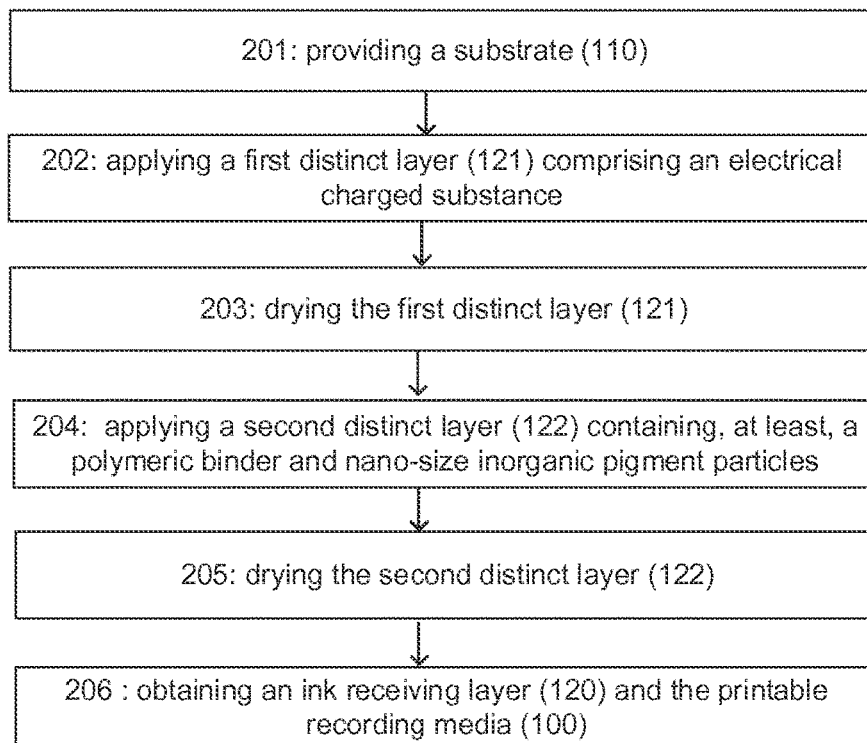 201: providing a substrate (110)
202: applying a first distinct layer (121) comprising an electrical
charged substance
203: drying the first distinct layer (121)
204:  applying a second distinct layer (122) containing, at least, a
polymeric binder and nano-size inorganic pigment particles
205: drying the second distinct layer (122)
206 : obtaining an ink receiving layer (120) and the printable
recording media (100)